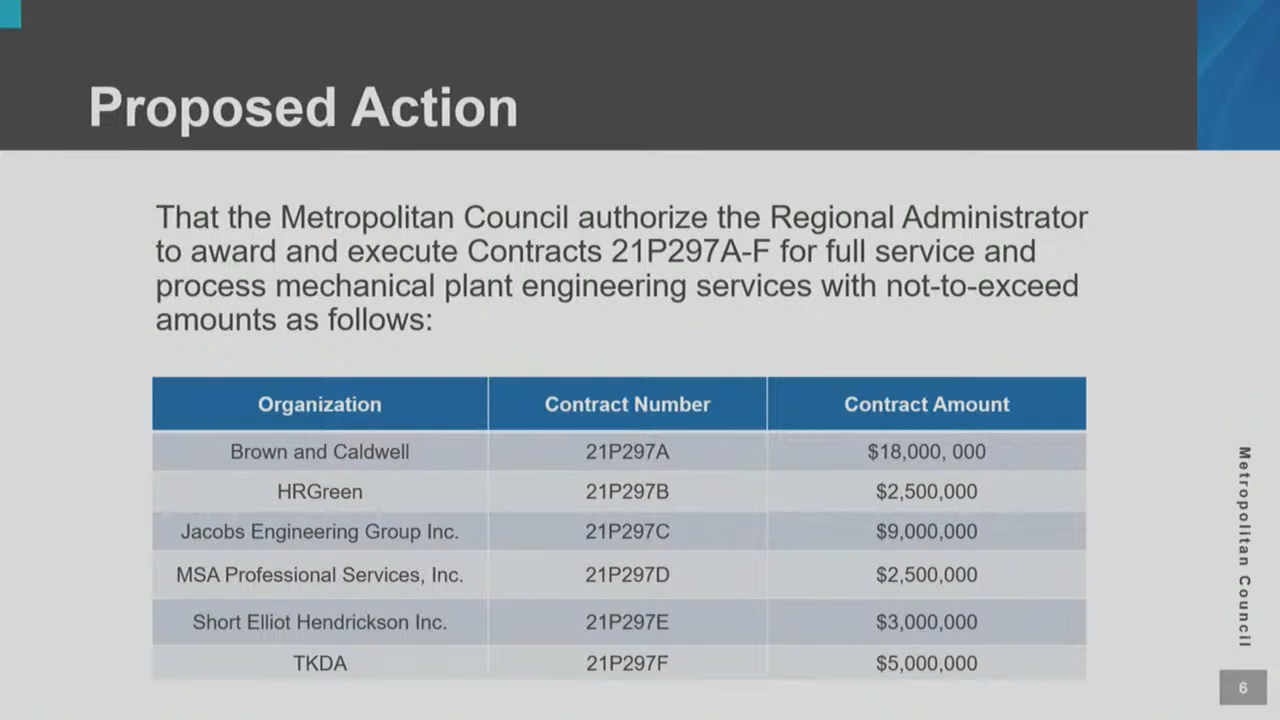 Proposed Action
That the Metropolitan Council authorize the Regional Administrator
to award and execute Contracts 21P297A-F for full service and
process mechanical plant engineering services with not-to-exceed
amounts as follows:
Organization Contract Number Contract Amount
Brown and Caldwell 21P297A $18,000, 000
HRGreen 21P297B $2,500,000
Jacobs Engineering Group Inc. 21P297C $9,000,000
MSA Professional Services, Inc. 21P297D $2,500,000
Short Elliot Hendrickson Inc. 21P297E $3,000,000
TKDA 21P297F $5,000,000
Metropolitan Council
6